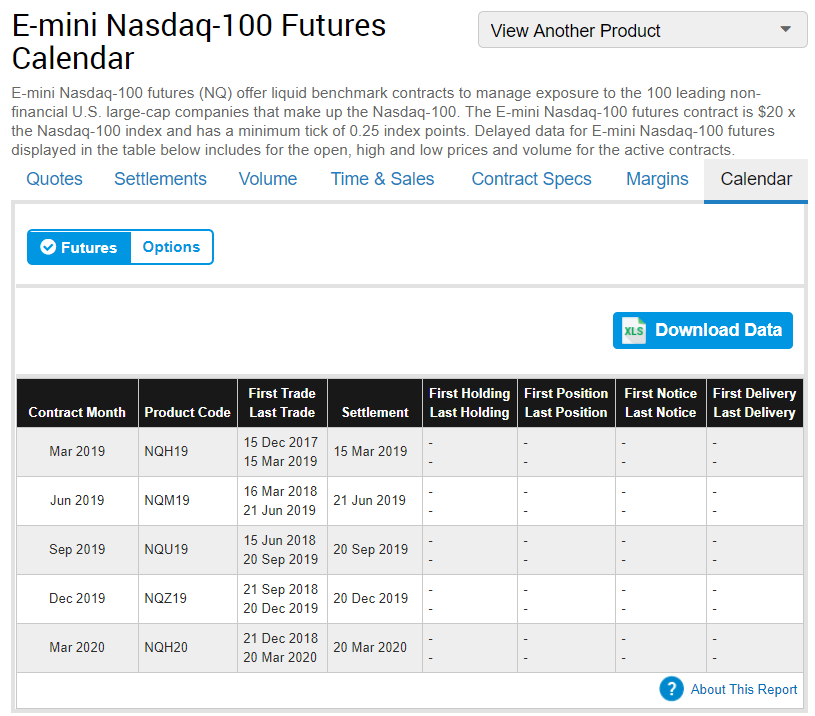 E-mini Nasdaq-100 Futures
Calendar
View Another Product
E-mini Nasdaq-100 futures (NQ) offer liquid benchmark contracts to manage exposure to the 100 leading non-
financial U.S. large-cap companies that make up the Nasdaq-100. The E-mini Nasdaq-100 futures contract is $20 x
the Nasdaq-100 index and has a minimum tick of 0.25 index points. Delayed data for E-mini Nasdaq-100 futures
displayed in the table below includes for the open, high and low prices and volume for the active contracts.
Quotes Settlements Volume Time & Sales Contract Specs Margins Calendar
Futures Options
XLS Download Data
First Trade First Holding First Position First Notice First Delivery
Contract Month Product Code Last Trade Settlement Last Holding Last Position Last Notice Last Delivery
15 Dec 2017 - - - -
Mar 2019 NQH19 15 Mar 2019
15 Mar 2019 - - - -
16 Mar 2018 - - - -
Jun 2019 NQM19 21 Jun 2019
21 Jun 2019 - - - -
15 Jun 2018 - - - -
Sep 2019 NQU19 20 Sep 2019
20 Sep 2019 - - - -
21 Sep 2018 - - - -
Dec 2019 NQZ19 20 Dec 2019
20 Dec 2019 - - - -
21 Dec 2018 - - - -
Mar 2020 NQH20 20 Mar 2020
20 Mar 2020 - - - -
? About This Report